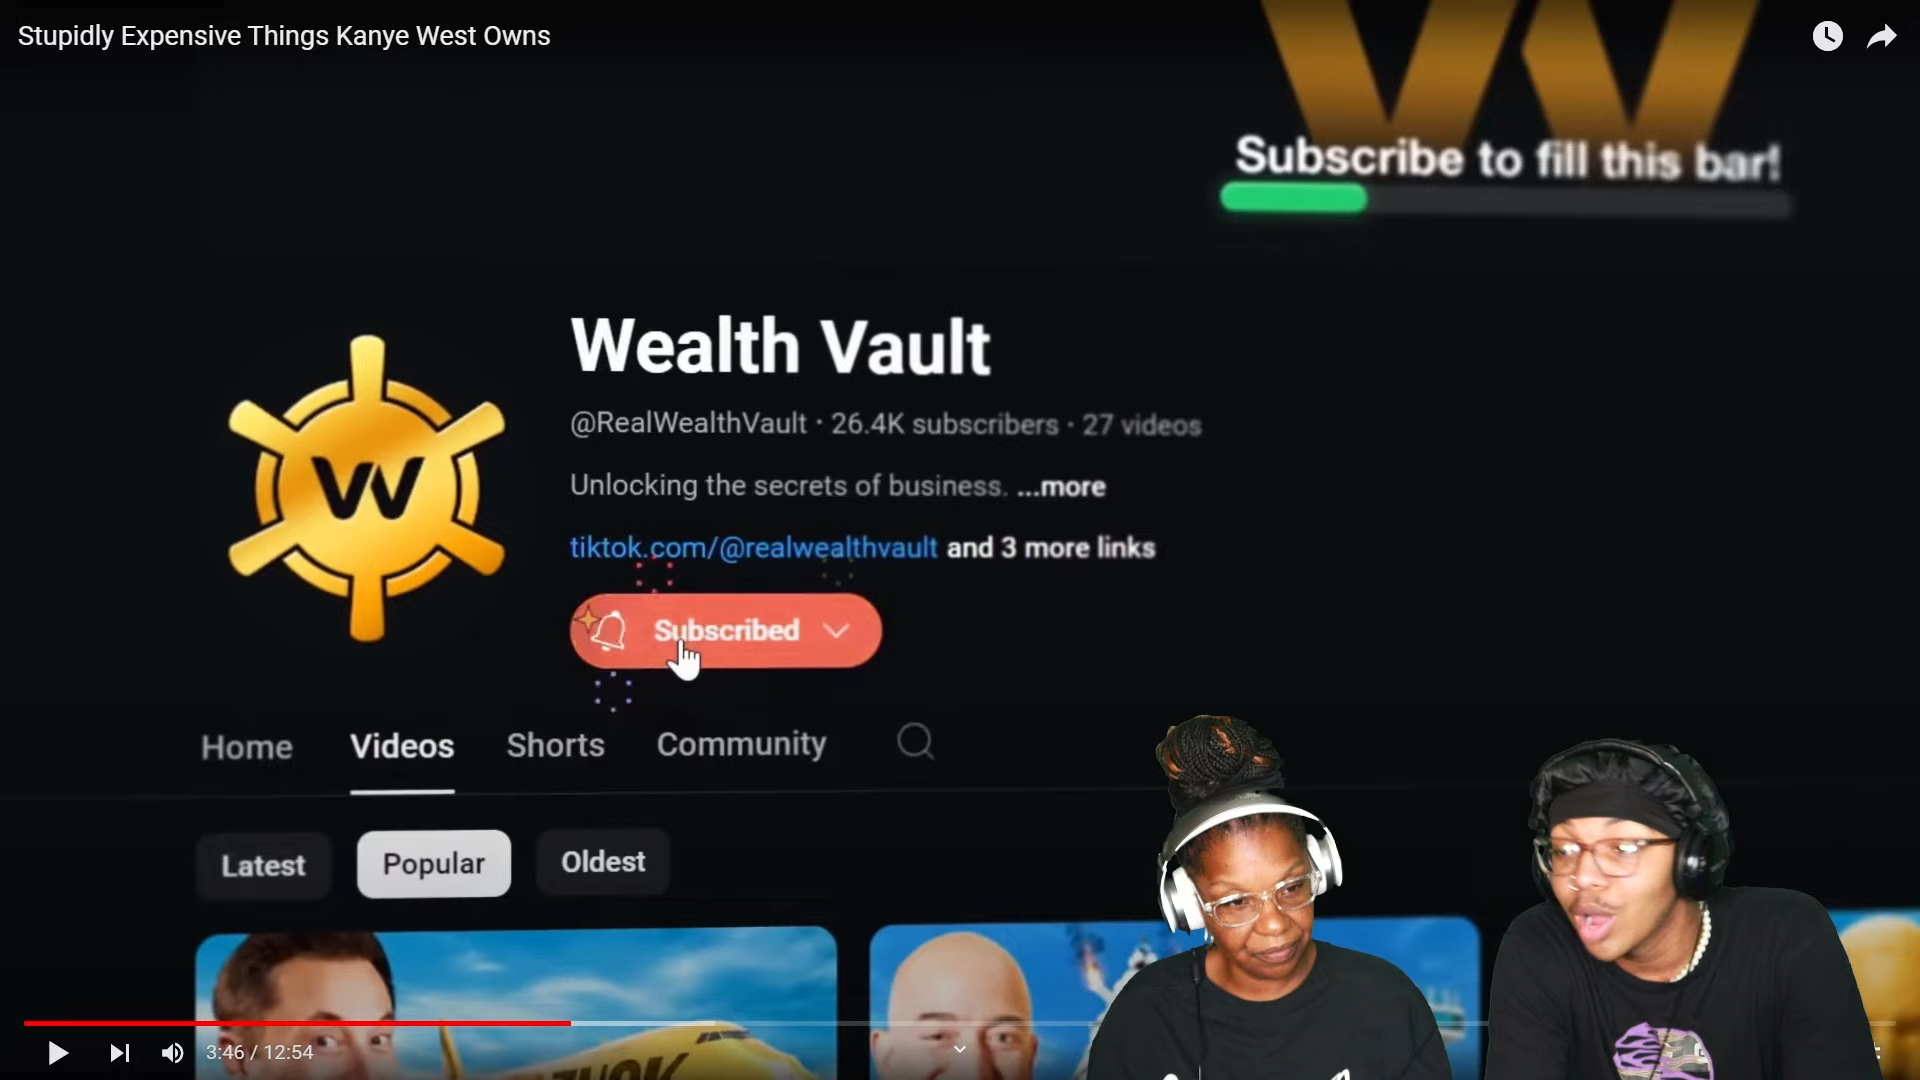 Stupidly Expensive Things Kanye West Owns
Subscribe to fill this bar!
Wealth Vault
@RealWealthVault · 26.4K subscribers · 27 videos
Unlocking the secrets of business. ...more
tiktok.com/@realwealthvault and 3 more links
W
Subscribed
Home Videos Shorts Community
Latest Popular Oldest
3:46 / 12:54